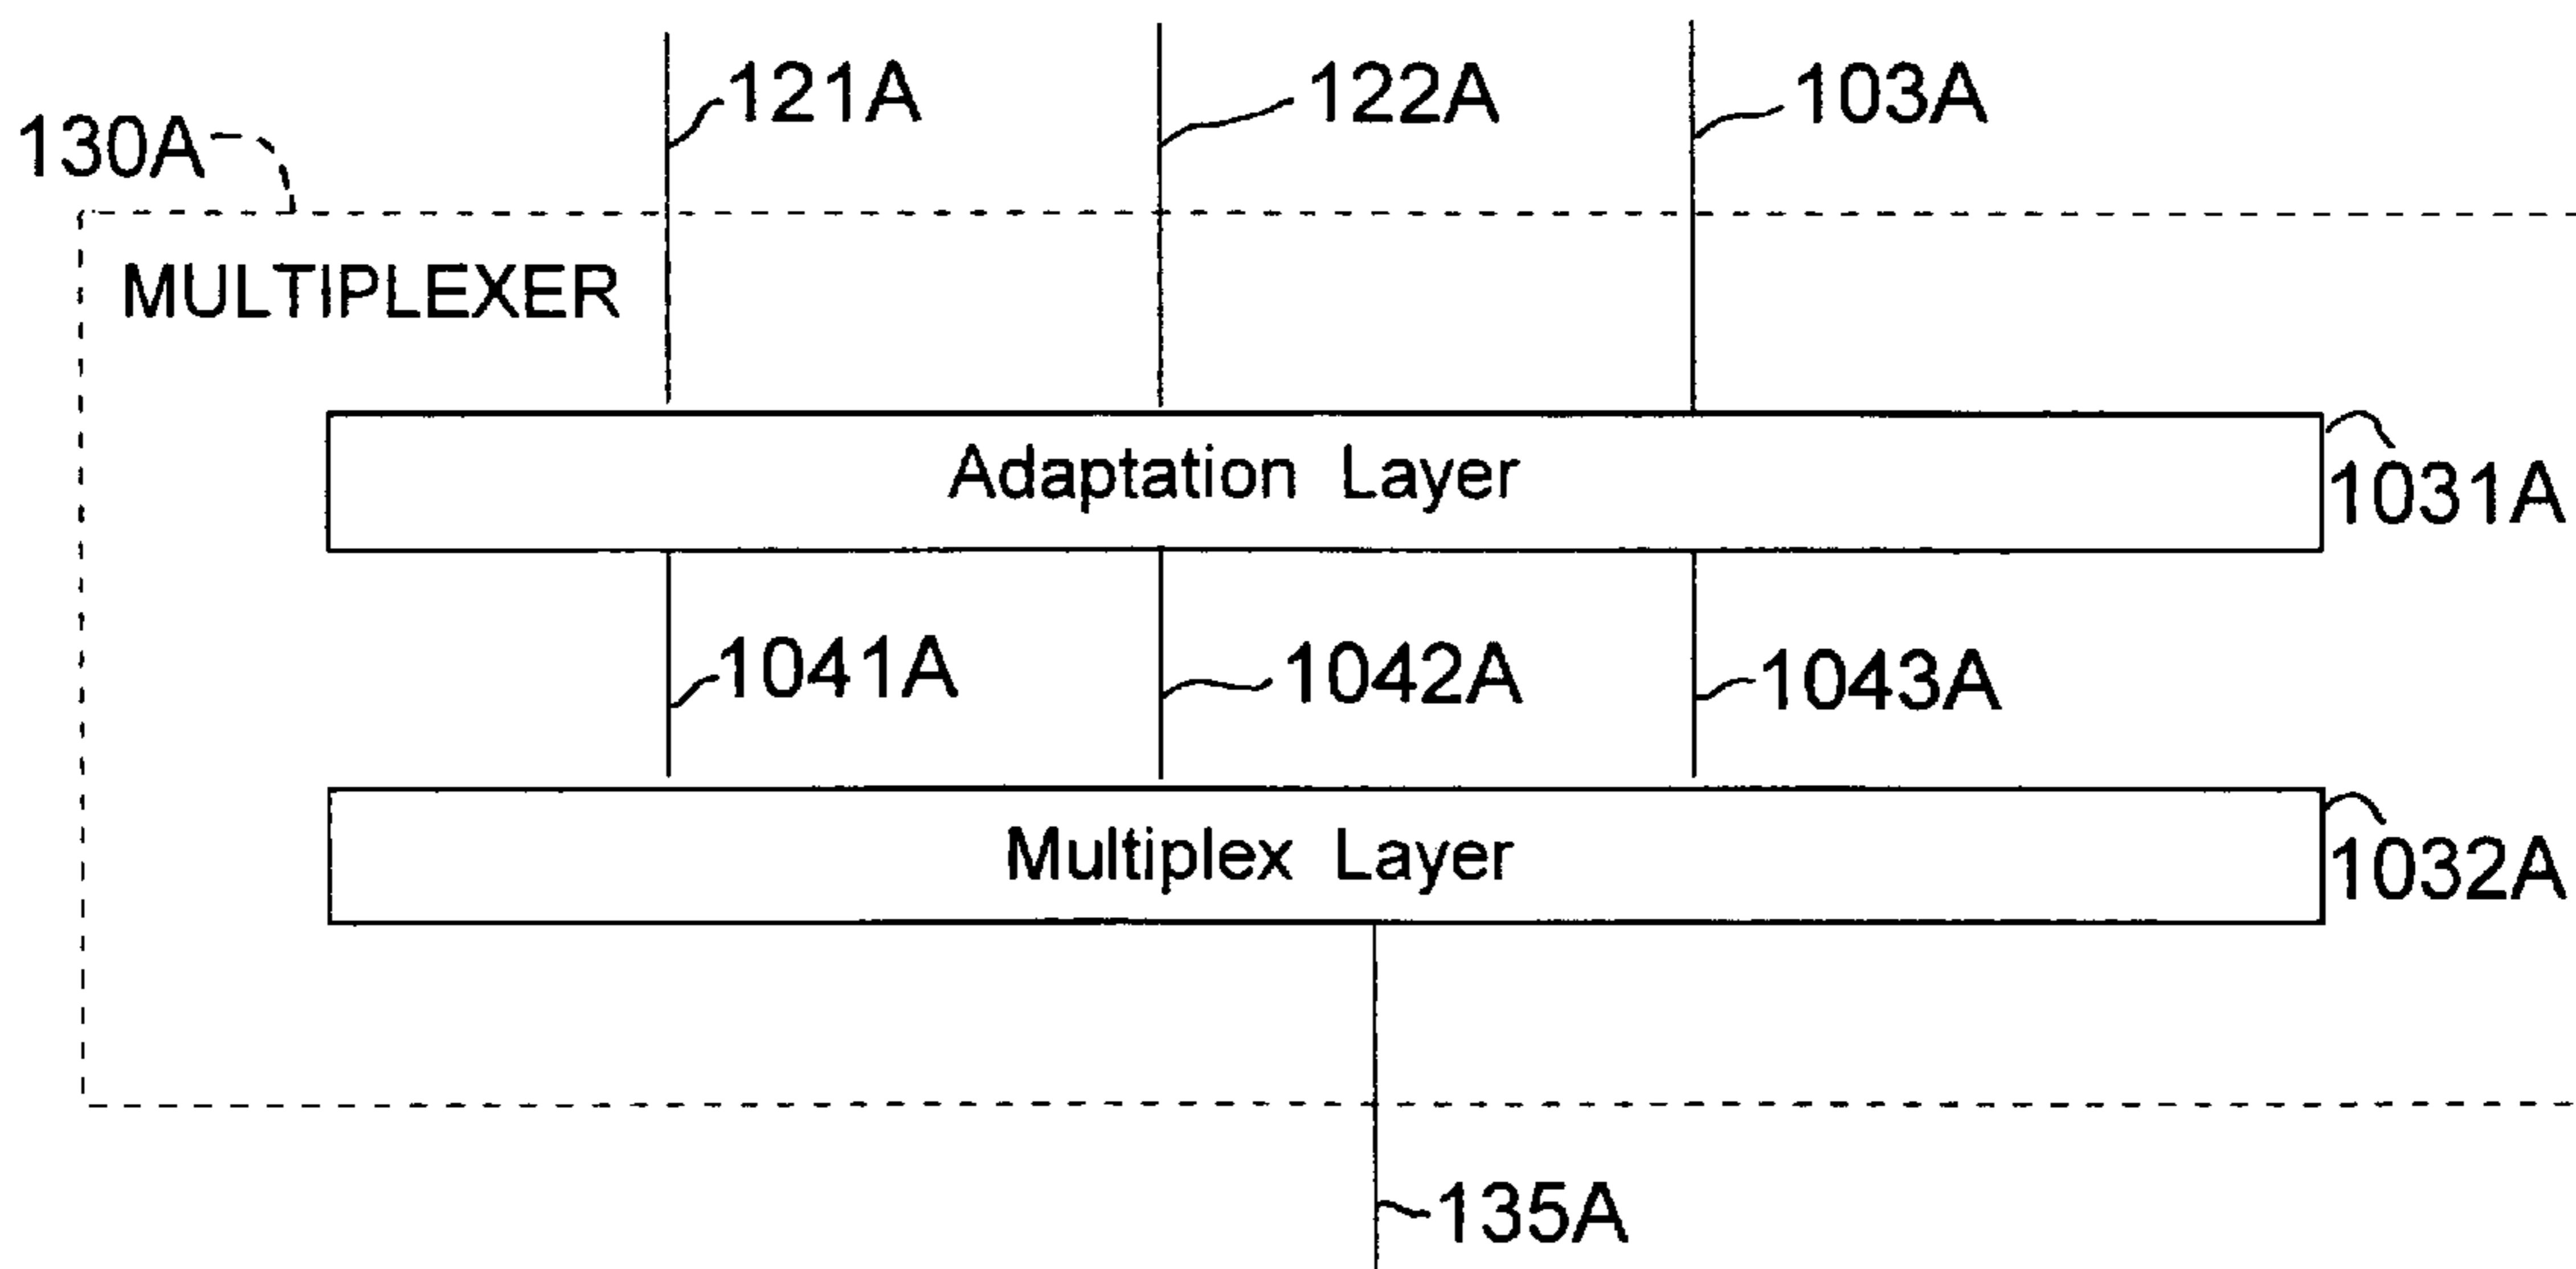 121A
122A
103A
130A
MULTIPLEXER
Adaptation Layer
1031A
1041A
1042A
1043A
Multiplex Layer
1032A
135A